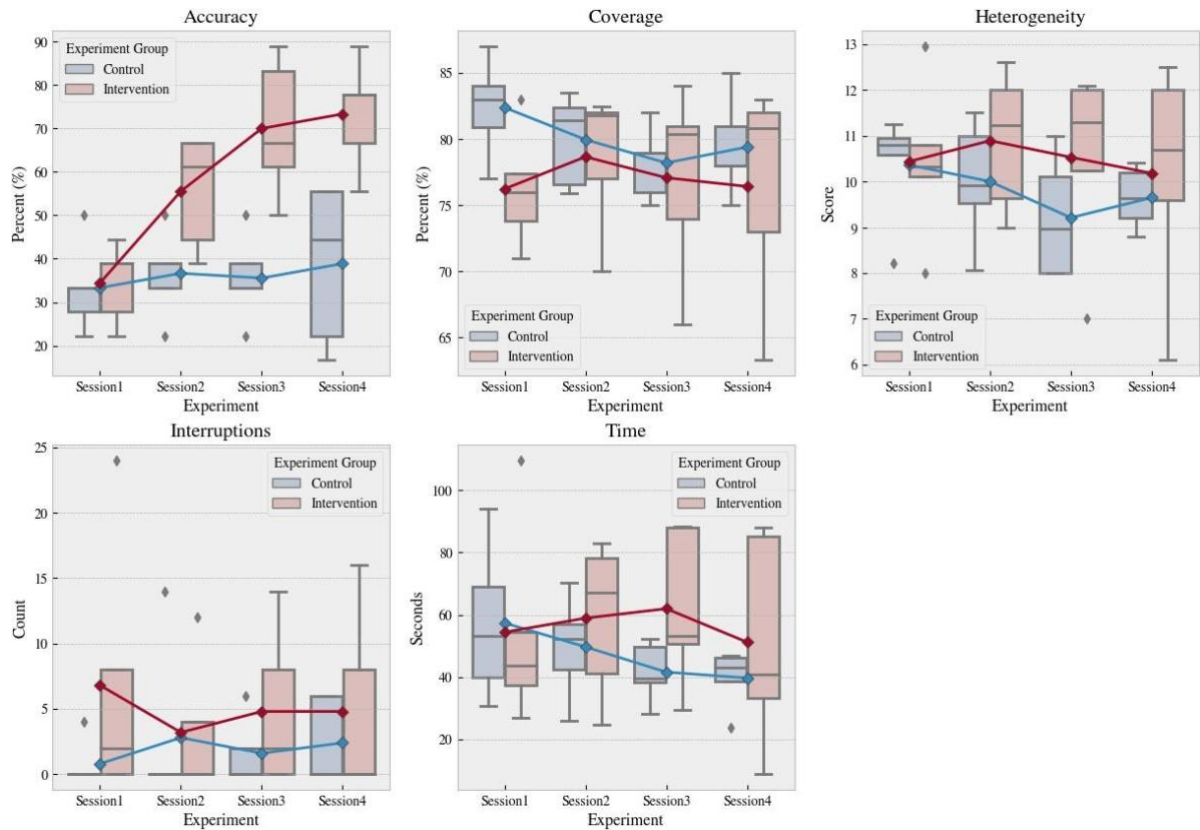 Accuracy
Percent (%)
90
80
70
60
50
40
30
20
Experiment Group
Control
Intervention
Session1 Session2 Session3 Session4
Experiment
Coverage
Percent (%)
85
80
75
70
65
Experiment Group
Control
Intervention
Session1 Session2 Session3 Session4
Experiment
Heterogeneity
Score
13
12
11
10
9
8
7
6
Experiment Group
Control
Intervention
Session1 Session2 Session3 Session4
Experiment
Interruptions
Count
25
20
15
10
5
0
Experiment Group
Control
Intervention
Session1 Session2 Session3 Session4
Experiment
Time
Seconds
100
80
60
40
20
Experiment Group
Control
Intervention
Session1 Session2 Session3 Session4
Experiment